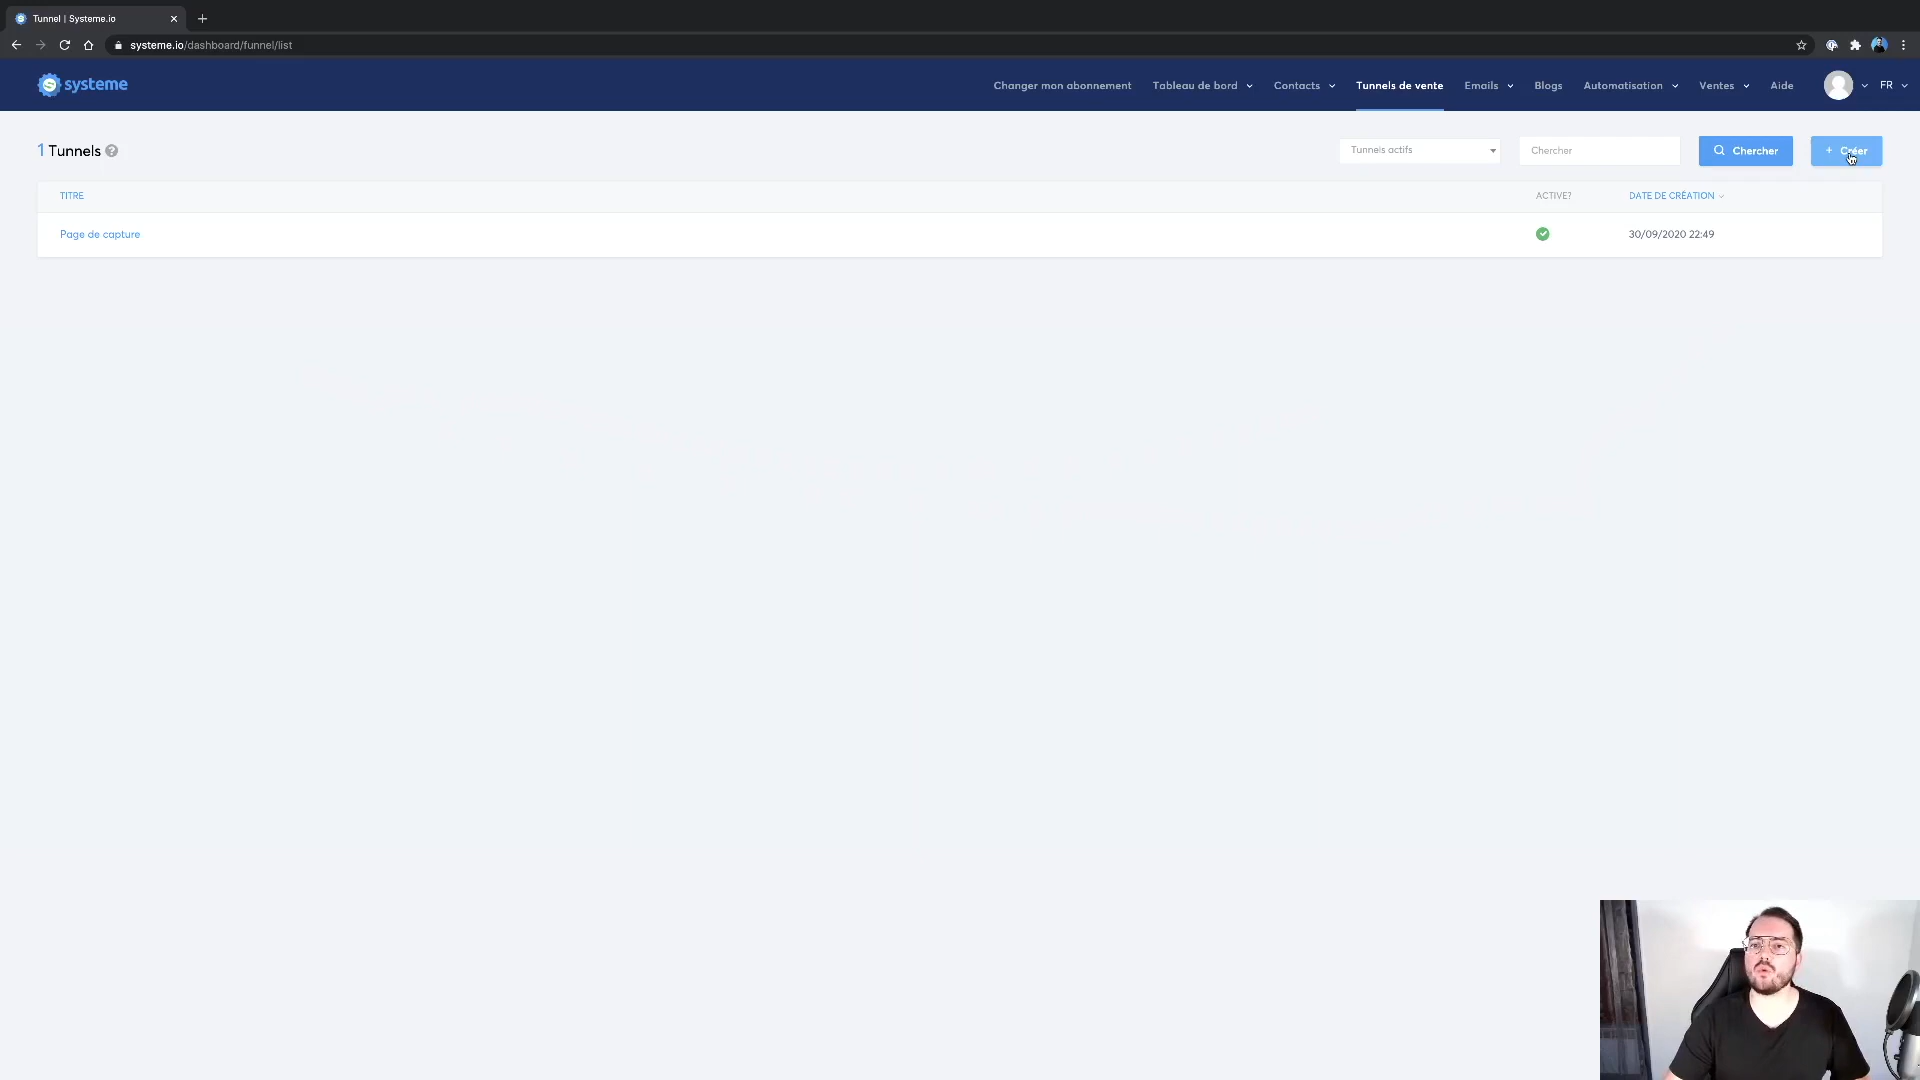 Tunnel | Systeme.io
systeme.io/dashboard/funnel/list
systeme
Changer mon abonnement
Tableau de bord
Contacts
Tunnels de vente
Emails
Blogs
Automatisation
Ventes
Aide
FR
1 Tunnels ?
Tunnels actifs
Chercher
Chercher
+ Créer
TITRE
ACTIVE?
DATE DE CRÉATION
Page de capture
30/09/2020 22:49